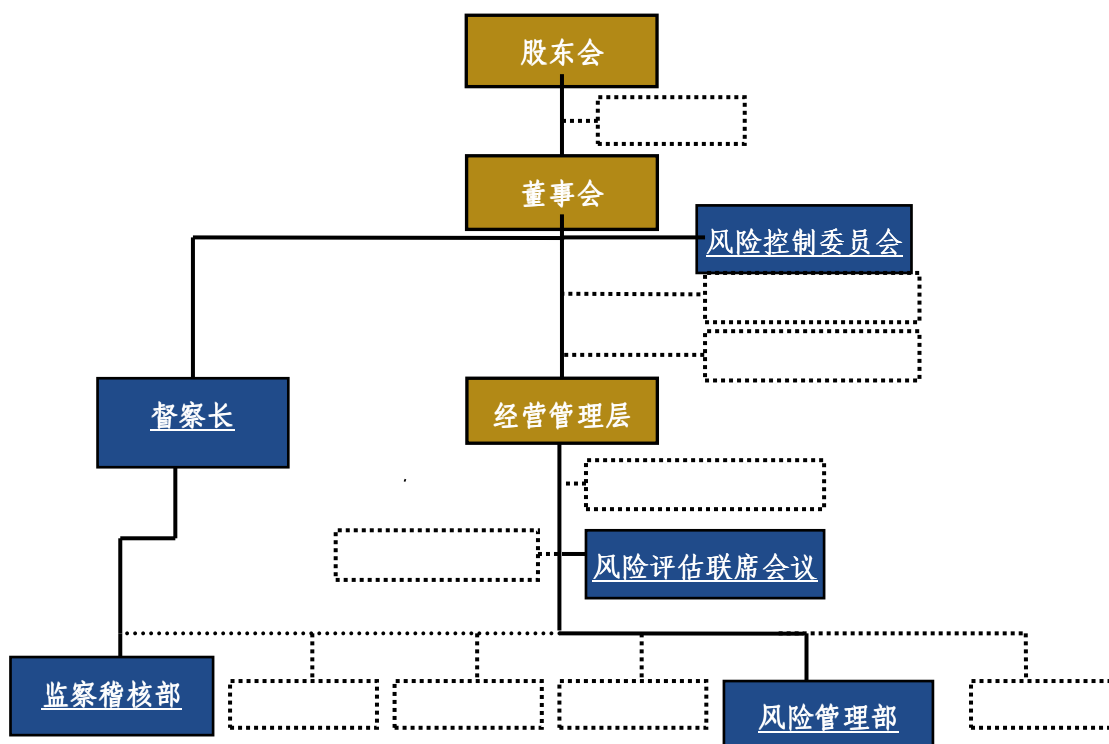 股东会
董事会
风险控制委员会
督察长
经营管理层
风险评估联席会议
监察稽核部
风险管理部